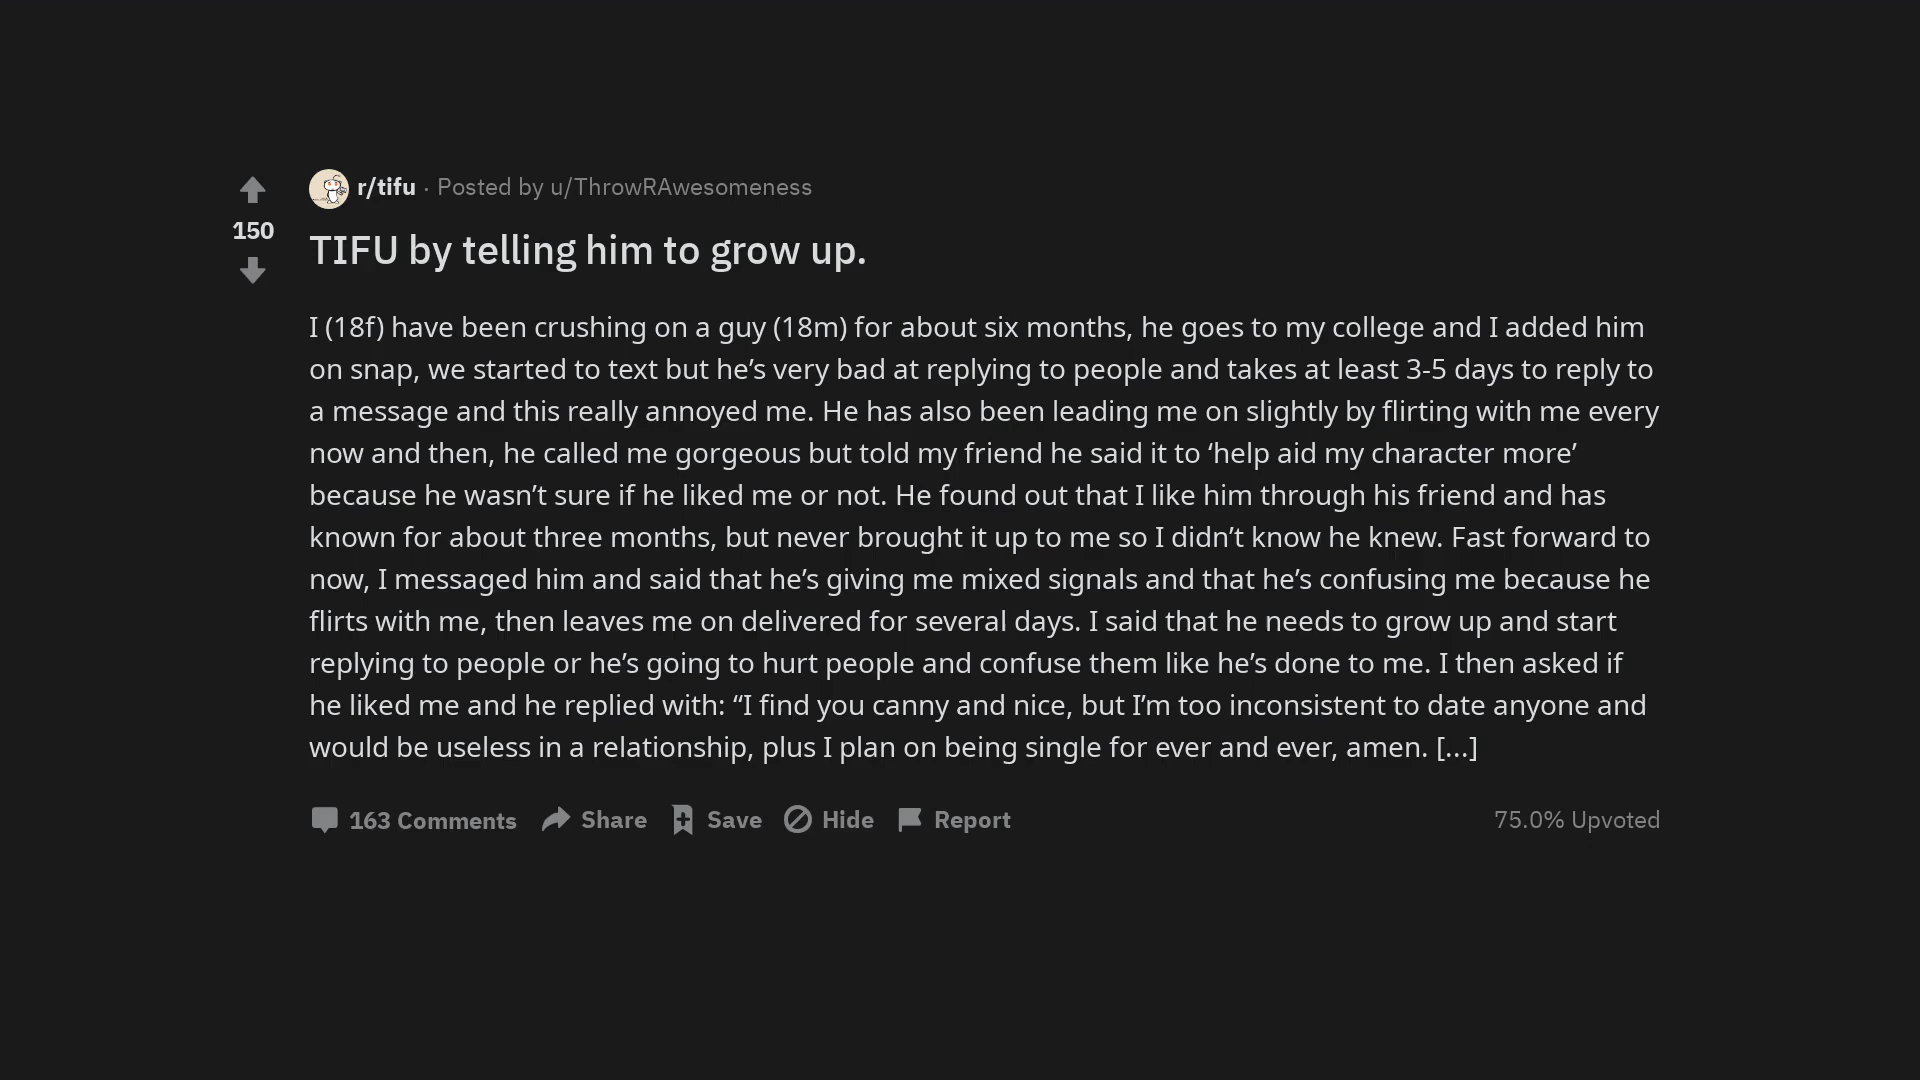 r/tifu · Posted by u/ThrowRAwesomeness
150
TIFU by telling him to grow up.
I (18f) have been crushing on a guy (18m) for about six months, he goes to my college and I added him
on snap, we started to text but he’s very bad at replying to people and takes at least 3-5 days to reply to
a message and this really annoyed me. He has also been leading me on slightly by flirting with me every
now and then, he called me gorgeous but told my friend he said it to ‘help aid my character more’
because he wasn’t sure if he liked me or not. He found out that I like him through his friend and has
known for about three months, but never brought it up to me so I didn’t know he knew. Fast forward to
now, I messaged him and said that he’s giving me mixed signals and that he’s confusing me because he
flirts with me, then leaves me on delivered for several days. I said that he needs to grow up and start
replying to people or he’s going to hurt people and confuse them like he’s done to me. I then asked if
he liked me and he replied with: “I find you canny and nice, but I’m too inconsistent to date anyone and
would be useless in a relationship, plus I plan on being single for ever and ever, amen. [...]
163 Comments Share Save Hide Report 75.0% Upvoted